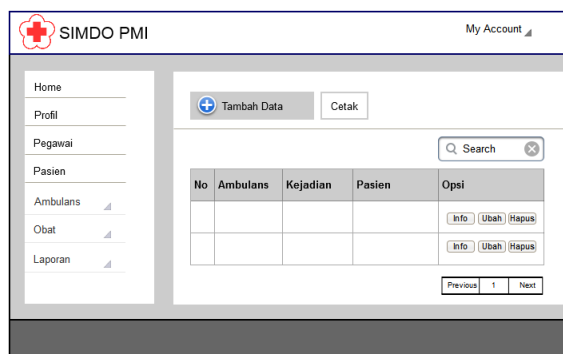 SIMDO PMI
My Account
Home
Profil
Pegawai
Pasien
Ambulans
Obat
Laporan
Tambah Data
Cetak
Search
No Ambulans Kejadian Pasien Opsi
Info Ubah Hapus
Info Ubah Hapus
Previous 1 Next